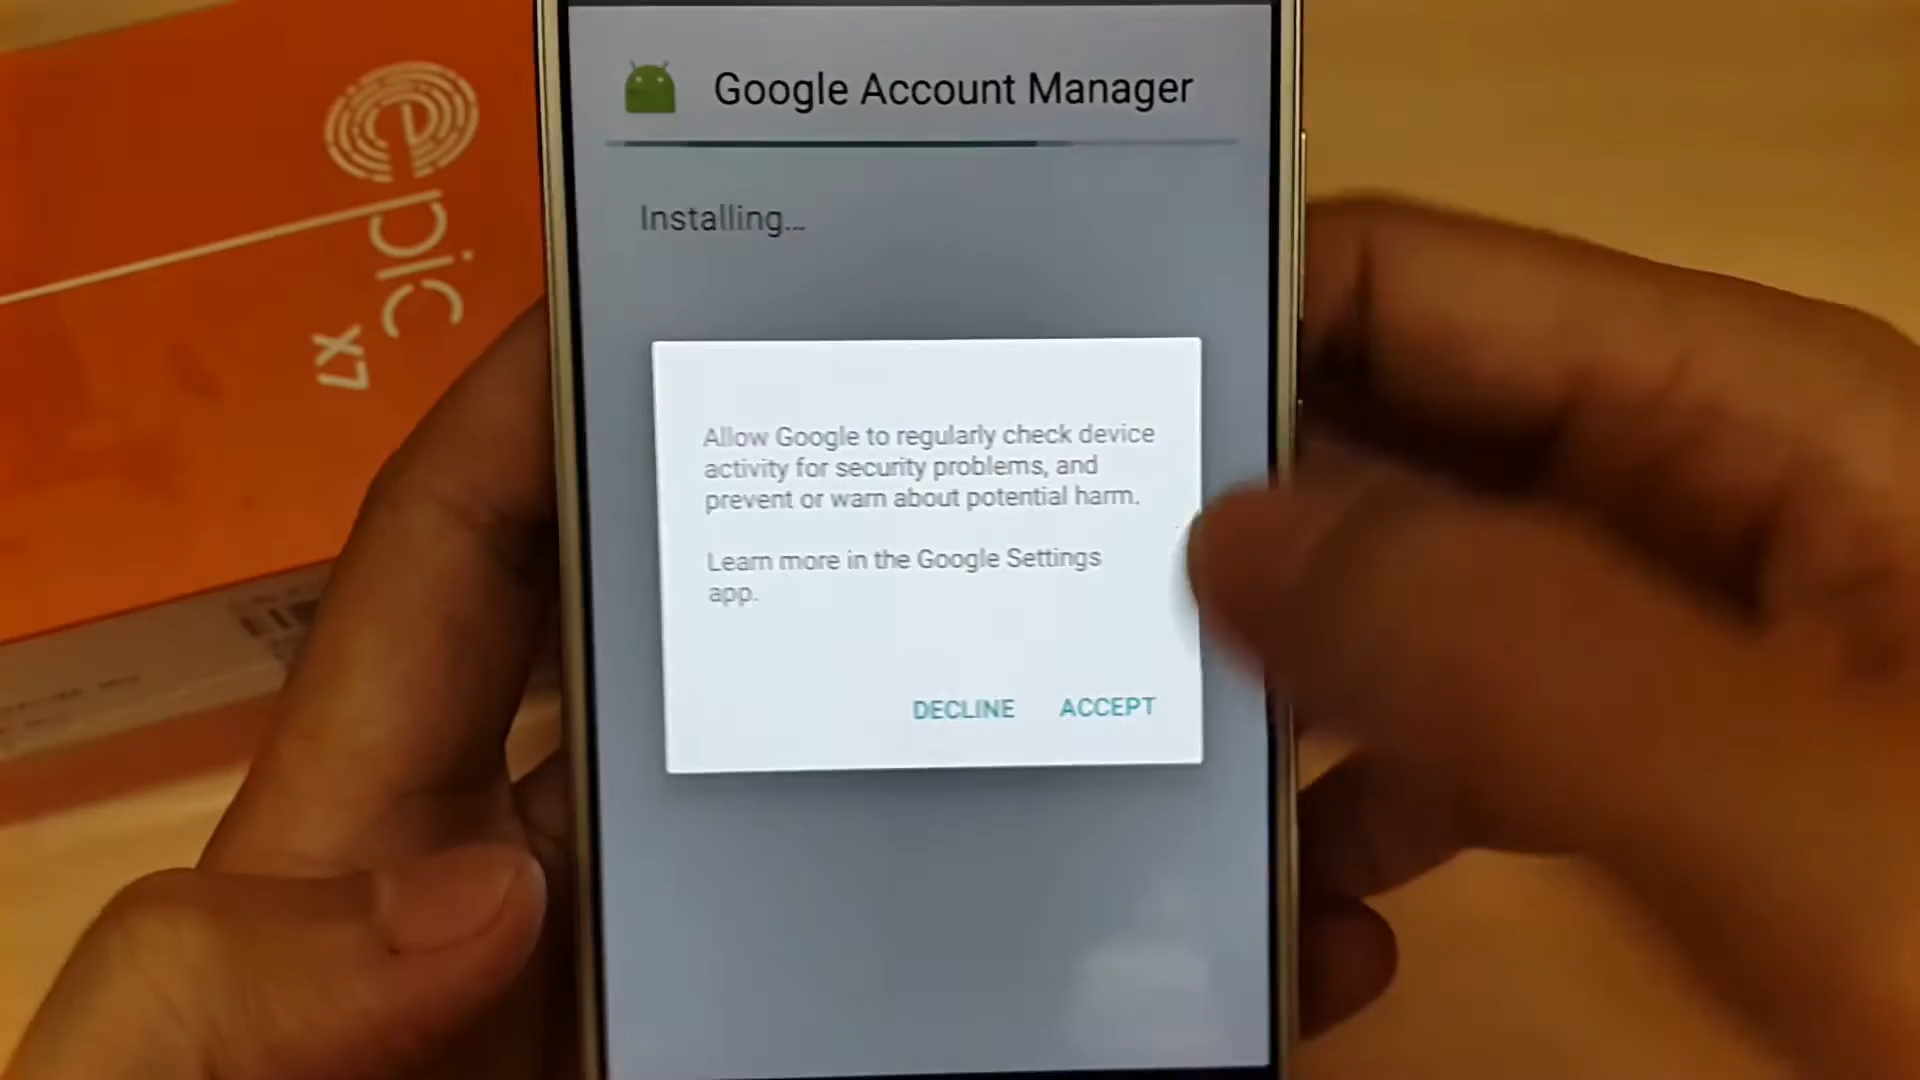 Google Account Manager
Installing...
Allow Google to regularly check device
activity for security problems, and
prevent or warn about potential harm.
Learn more in the Google Settings
app.
DECLINE ACCEPT
epic
X7